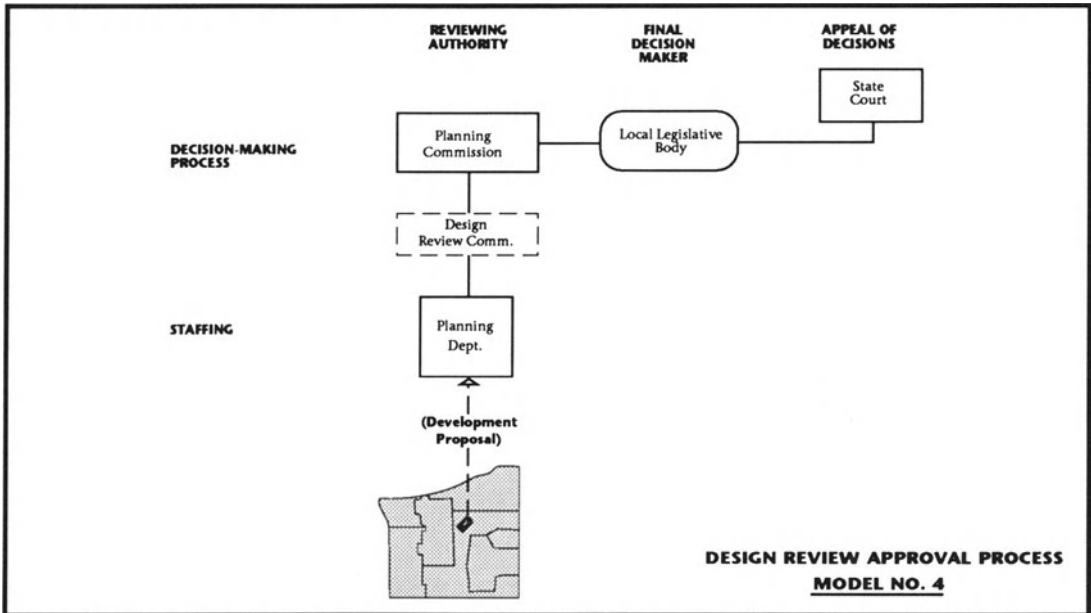 REVIEWING
AUTHORITY
FINAL
DECISION
MAKER
APPEAL OF
DECISIONS
State
Court
DECISION-MAKING
PROCESS
Planning
Commission
Local Legislative
Body
Design
Review Comm.
STAFFING
Planning
Dept.
(Development
Proposal)
DESIGN REVIEW APPROVAL PROCESS
MODEL NO. 4